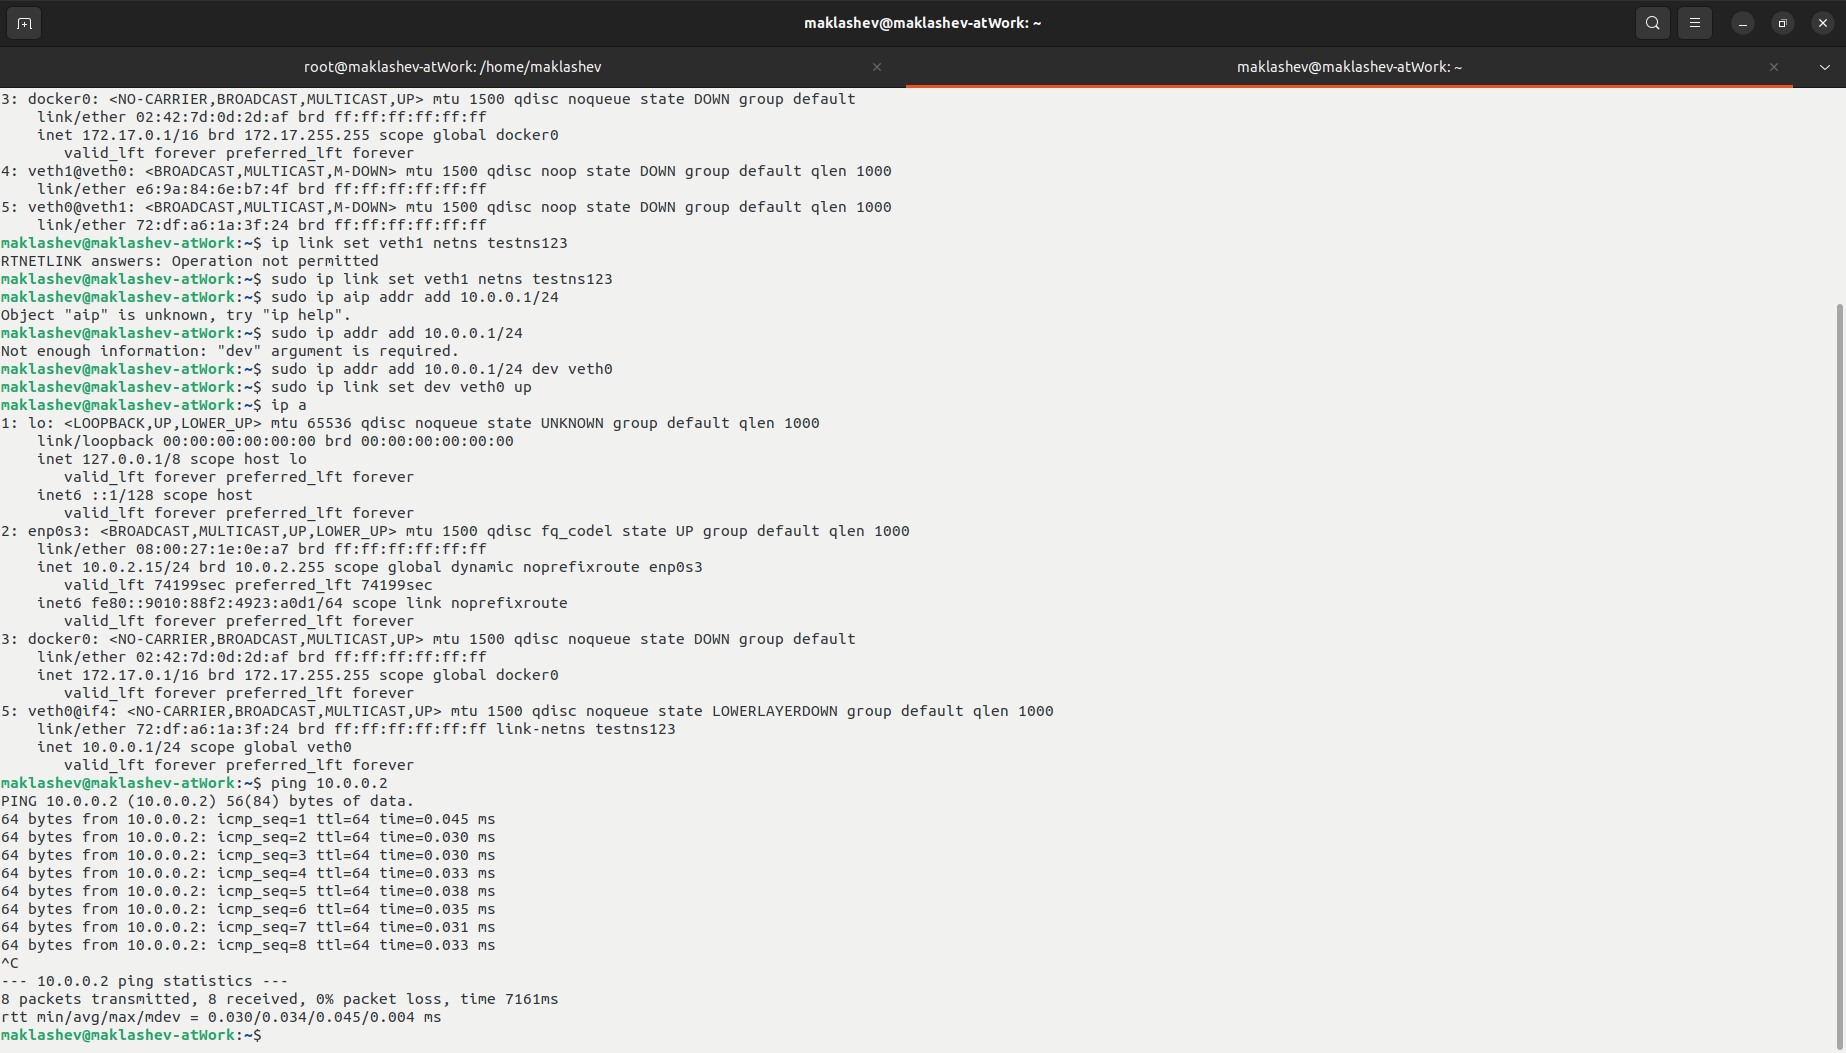 maklashev@maklashev-atWork: ~
root@maklashev-atWork: /home/maklashev
maklashev@maklashev-atWork: ~
3: docker0: <NO-CARRIER,BROADCAST,MULTICAST,UP> mtu 1500 qdisc noqueue state DOWN group default
    link/ether 02:42:7d:0d:2d:af brd ff:ff:ff:ff:ff:ff
    inet 172.17.0.1/16 brd 172.17.255.255 scope global docker0
       valid_lft forever preferred_lft forever
4: veth1@veth0: <BROADCAST,MULTICAST,M-DOWN> mtu 1500 qdisc noop state DOWN group default qlen 1000
    link/ether e6:9a:84:6e:b7:4f brd ff:ff:ff:ff:ff:ff
5: veth0@veth1: <BROADCAST,MULTICAST,M-DOWN> mtu 1500 qdisc noop state DOWN group default qlen 1000
    link/ether 72:df:a6:1a:3f:24 brd ff:ff:ff:ff:ff:ff
maklashev@maklashev-atWork:~$ ip link set veth1 netns testns123
RTNETLINK answers: Operation not permitted
maklashev@maklashev-atWork:~$ sudo ip link set veth1 netns testns123
maklashev@maklashev-atWork:~$ sudo ip aip addr add 10.0.0.1/24
Object "aip" is unknown, try "ip help".
maklashev@maklashev-atWork:~$ sudo ip addr add 10.0.0.1/24
Not enough information: "dev" argument is required.
maklashev@maklashev-atWork:~$ sudo ip addr add 10.0.0.1/24 dev veth0
maklashev@maklashev-atWork:~$ sudo ip link set dev veth0 up
maklashev@maklashev-atWork:~$ ip a
1: lo: <LOOPBACK,UP,LOWER_UP> mtu 65536 qdisc noqueue state UNKNOWN group default qlen 1000
    link/loopback 00:00:00:00:00:00 brd 00:00:00:00:00:00
    inet 127.0.0.1/8 scope host lo
       valid_lft forever preferred_lft forever
    inet6 ::1/128 scope host
       valid_lft forever preferred_lft forever
2: enp0s3: <BROADCAST,MULTICAST,UP,LOWER_UP> mtu 1500 qdisc fq_codel state UP group default qlen 1000
    link/ether 08:00:27:1e:0e:a7 brd ff:ff:ff:ff:ff:ff
    inet 10.0.2.15/24 brd 10.0.2.255 scope global dynamic noprefixroute enp0s3
       valid_lft 74199sec preferred_lft 74199sec
    inet6 fe80::9010:88f2:4923:a0d1/64 scope link noprefixroute
       valid_lft forever preferred_lft forever
3: docker0: <NO-CARRIER,BROADCAST,MULTICAST,UP> mtu 1500 qdisc noqueue state DOWN group default
    link/ether 02:42:7d:0d:2d:af brd ff:ff:ff:ff:ff:ff
    inet 172.17.0.1/16 brd 172.17.255.255 scope global docker0
       valid_lft forever preferred_lft forever
5: veth0@if4: <NO-CARRIER,BROADCAST,MULTICAST,UP> mtu 1500 qdisc noqueue state LOWERLAYERDOWN group default qlen 1000
    link/ether 72:df:a6:1a:3f:24 brd ff:ff:ff:ff:ff:ff link-netns testns123
    inet 10.0.0.1/24 scope global veth0
       valid_lft forever preferred_lft forever
maklashev@maklashev-atWork:~$ ping 10.0.0.2
PING 10.0.0.2 (10.0.0.2) 56(84) bytes of data.
64 bytes from 10.0.0.2: icmp_seq=1 ttl=64 time=0.045 ms
64 bytes from 10.0.0.2: icmp_seq=2 ttl=64 time=0.030 ms
64 bytes from 10.0.0.2: icmp_seq=3 ttl=64 time=0.030 ms
64 bytes from 10.0.0.2: icmp_seq=4 ttl=64 time=0.033 ms
64 bytes from 10.0.0.2: icmp_seq=5 ttl=64 time=0.038 ms
64 bytes from 10.0.0.2: icmp_seq=6 ttl=64 time=0.035 ms
64 bytes from 10.0.0.2: icmp_seq=7 ttl=64 time=0.031 ms
64 bytes from 10.0.0.2: icmp_seq=8 ttl=64 time=0.033 ms
^C
--- 10.0.0.2 ping statistics ---
8 packets transmitted, 8 received, 0% packet loss, time 7161ms
rtt min/avg/max/mdev = 0.030/0.034/0.045/0.004 ms
maklashev@maklashev-atWork:~$